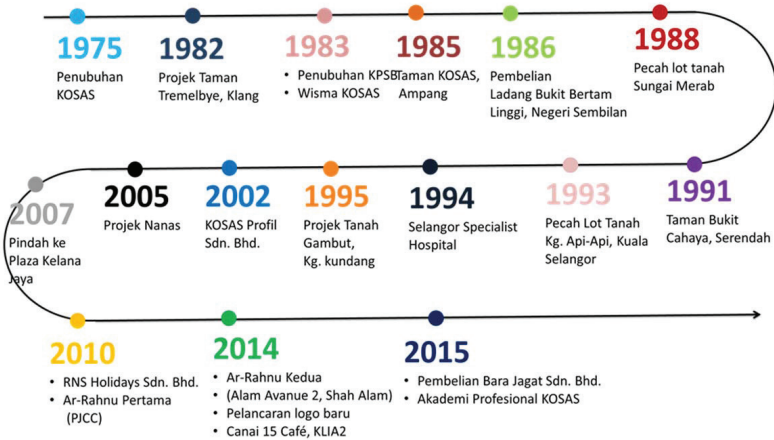 1975
Penubuhan
KOSAS
1982
Projek Taman
Tremelbye, Klang
1983
• Penubuhan KPSB
• Wisma KOSAS
1985
Taman KOSAS,
Ampang
1986
Pembelian
Ladang Bukit Bertam
Linggi, Negeri Sembilan
1988
Pecah lot tanah
Sungai Merab
1991
Taman Bukit
Cahaya, Serendah
1993
Pecah Lot Tanah
Kg. Api-Api, Kuala
Selangor
1994
Selangor Specialist
Hospital
1995
Projek Tanah
Gambut,
Kg. kundang
2002
KOSAS Profil
Sdn. Bhd.
2005
Projek Nanas
2007
Pindah ke
Plaza Kelana
Jaya
2010
• RNS Holidays Sdn. Bhd.
• Ar-Rahnu Pertama
(PJCC)
2014
• Ar-Rahnu Kedua
• (Alam Avanue 2, Shah Alam)
• Pelancaran logo baru
• Canai 15 Café, KLIA2
2015
• Pembelian Bara Jagat Sdn. Bhd.
• Akademi Profesional KOSAS